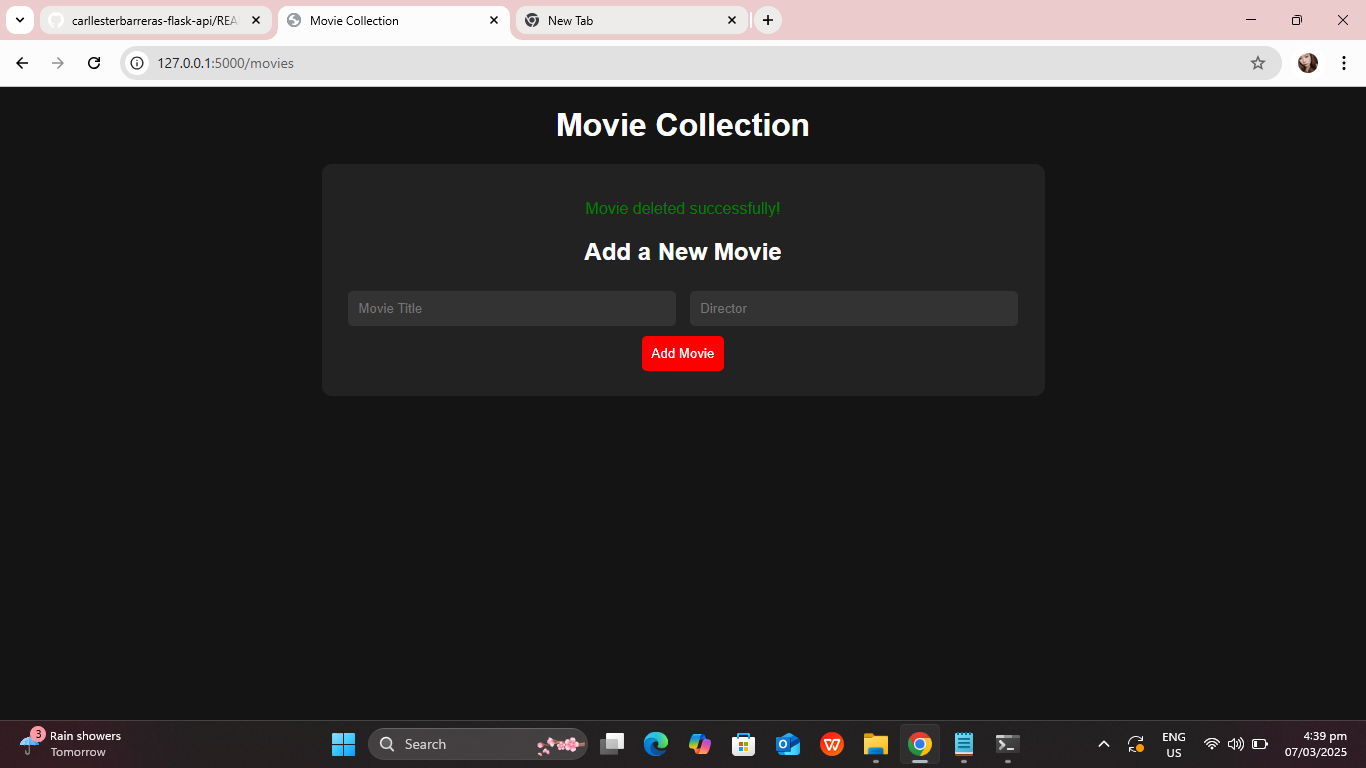 carllesterbarreras-flask-api/REA
Movie Collection
New Tab
127.0.0.1:5000/movies
Movie Collection
Movie deleted successfully!
Add a New Movie
Movie Title
Director
Add Movie
3
Rain showers
Tomorrow
Search
W
ENG
US
4:39 pm
07/03/2025